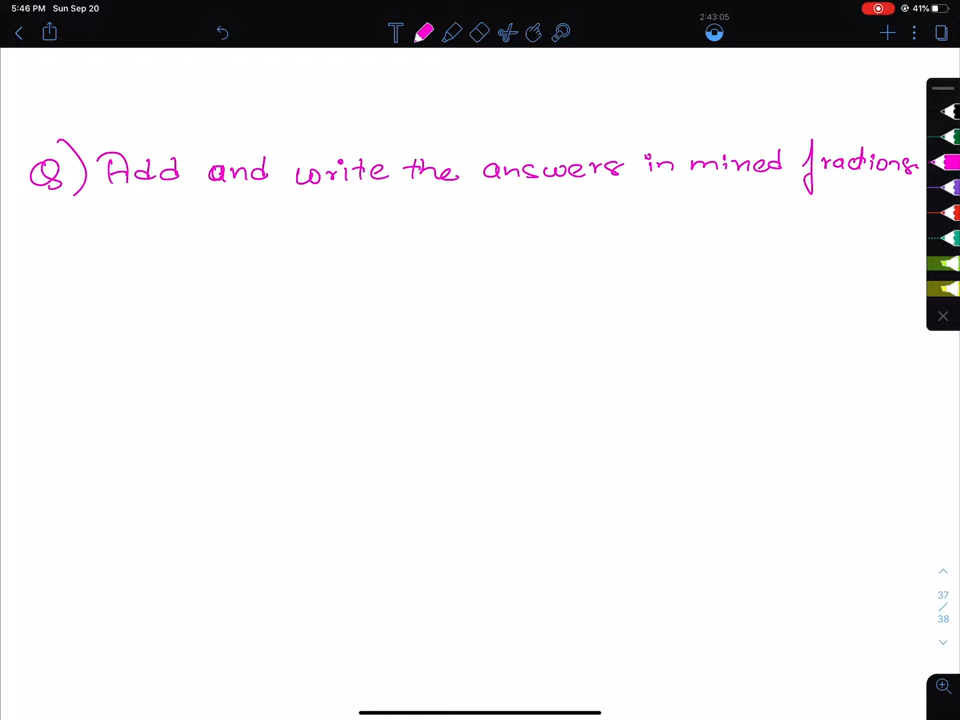 5:46 PM Sun Sep 20
41%
2:43:05
T
Q) Add and write the answers in mixed fractions
37
/
38